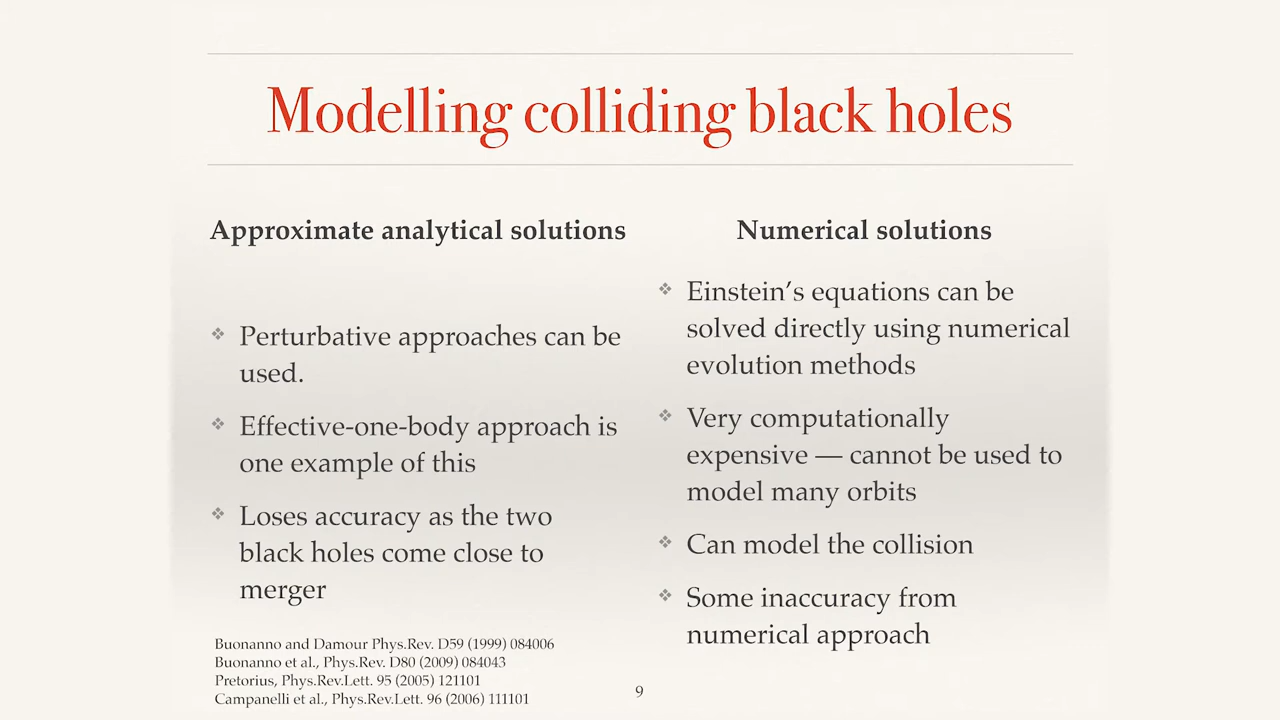 Modelling colliding black holes
Approximate analytical solutions
Perturbative approaches can be
used.
Effective-one-body approach is
one example of this
Loses accuracy as the two
black holes come close to
merger
Numerical solutions
Einstein’s equations can be
solved directly using numerical
evolution methods
Very computationally
expensive — cannot be used to
model many orbits
Can model the collision
Some inaccuracy from
numerical approach
Buonanno and Damour Phys.Rev. D59 (1999) 084006
Buonanno et al., Phys.Rev. D80 (2009) 084043
Pretorius, Phys.Rev.Lett. 95 (2005) 121101
Campanelli et al., Phys.Rev.Lett. 96 (2006) 111101
9